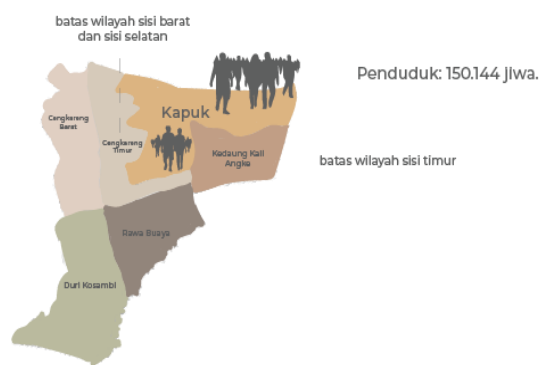 batas wilayah sisi barat
dan sisi selatan
Penduduk: 150.144 jiwa.
Kapuk
Cengkareng
Barat
Cengkareng
Timur
Kedaung Kali
Angke
batas wilayah sisi timur
Rawa Buaya
Duri Kosambi